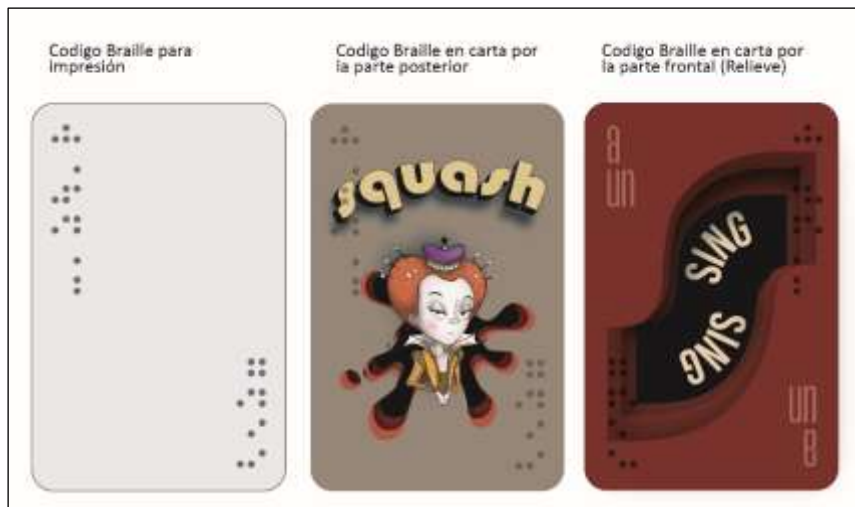 Codigo Braille para
impresión
Codigo Braille en carta por
la parte posterior
Codigo Braille en carta por
la parte frontal (Relieve)
squash
a
un
SING
SING
un
a